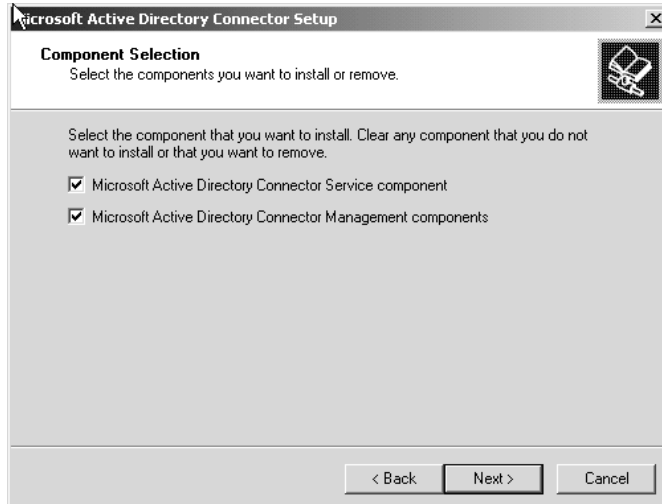 Microsoft Active Directory Connector Setup
Component Selection
Select the components you want to install or remove.
Select the component that you want to install. Clear any component that you do not
want to install or that you want to remove.
Microsoft Active Directory Connector Service component
Microsoft Active Directory Connector Management components
< Back
Next >
Cancel